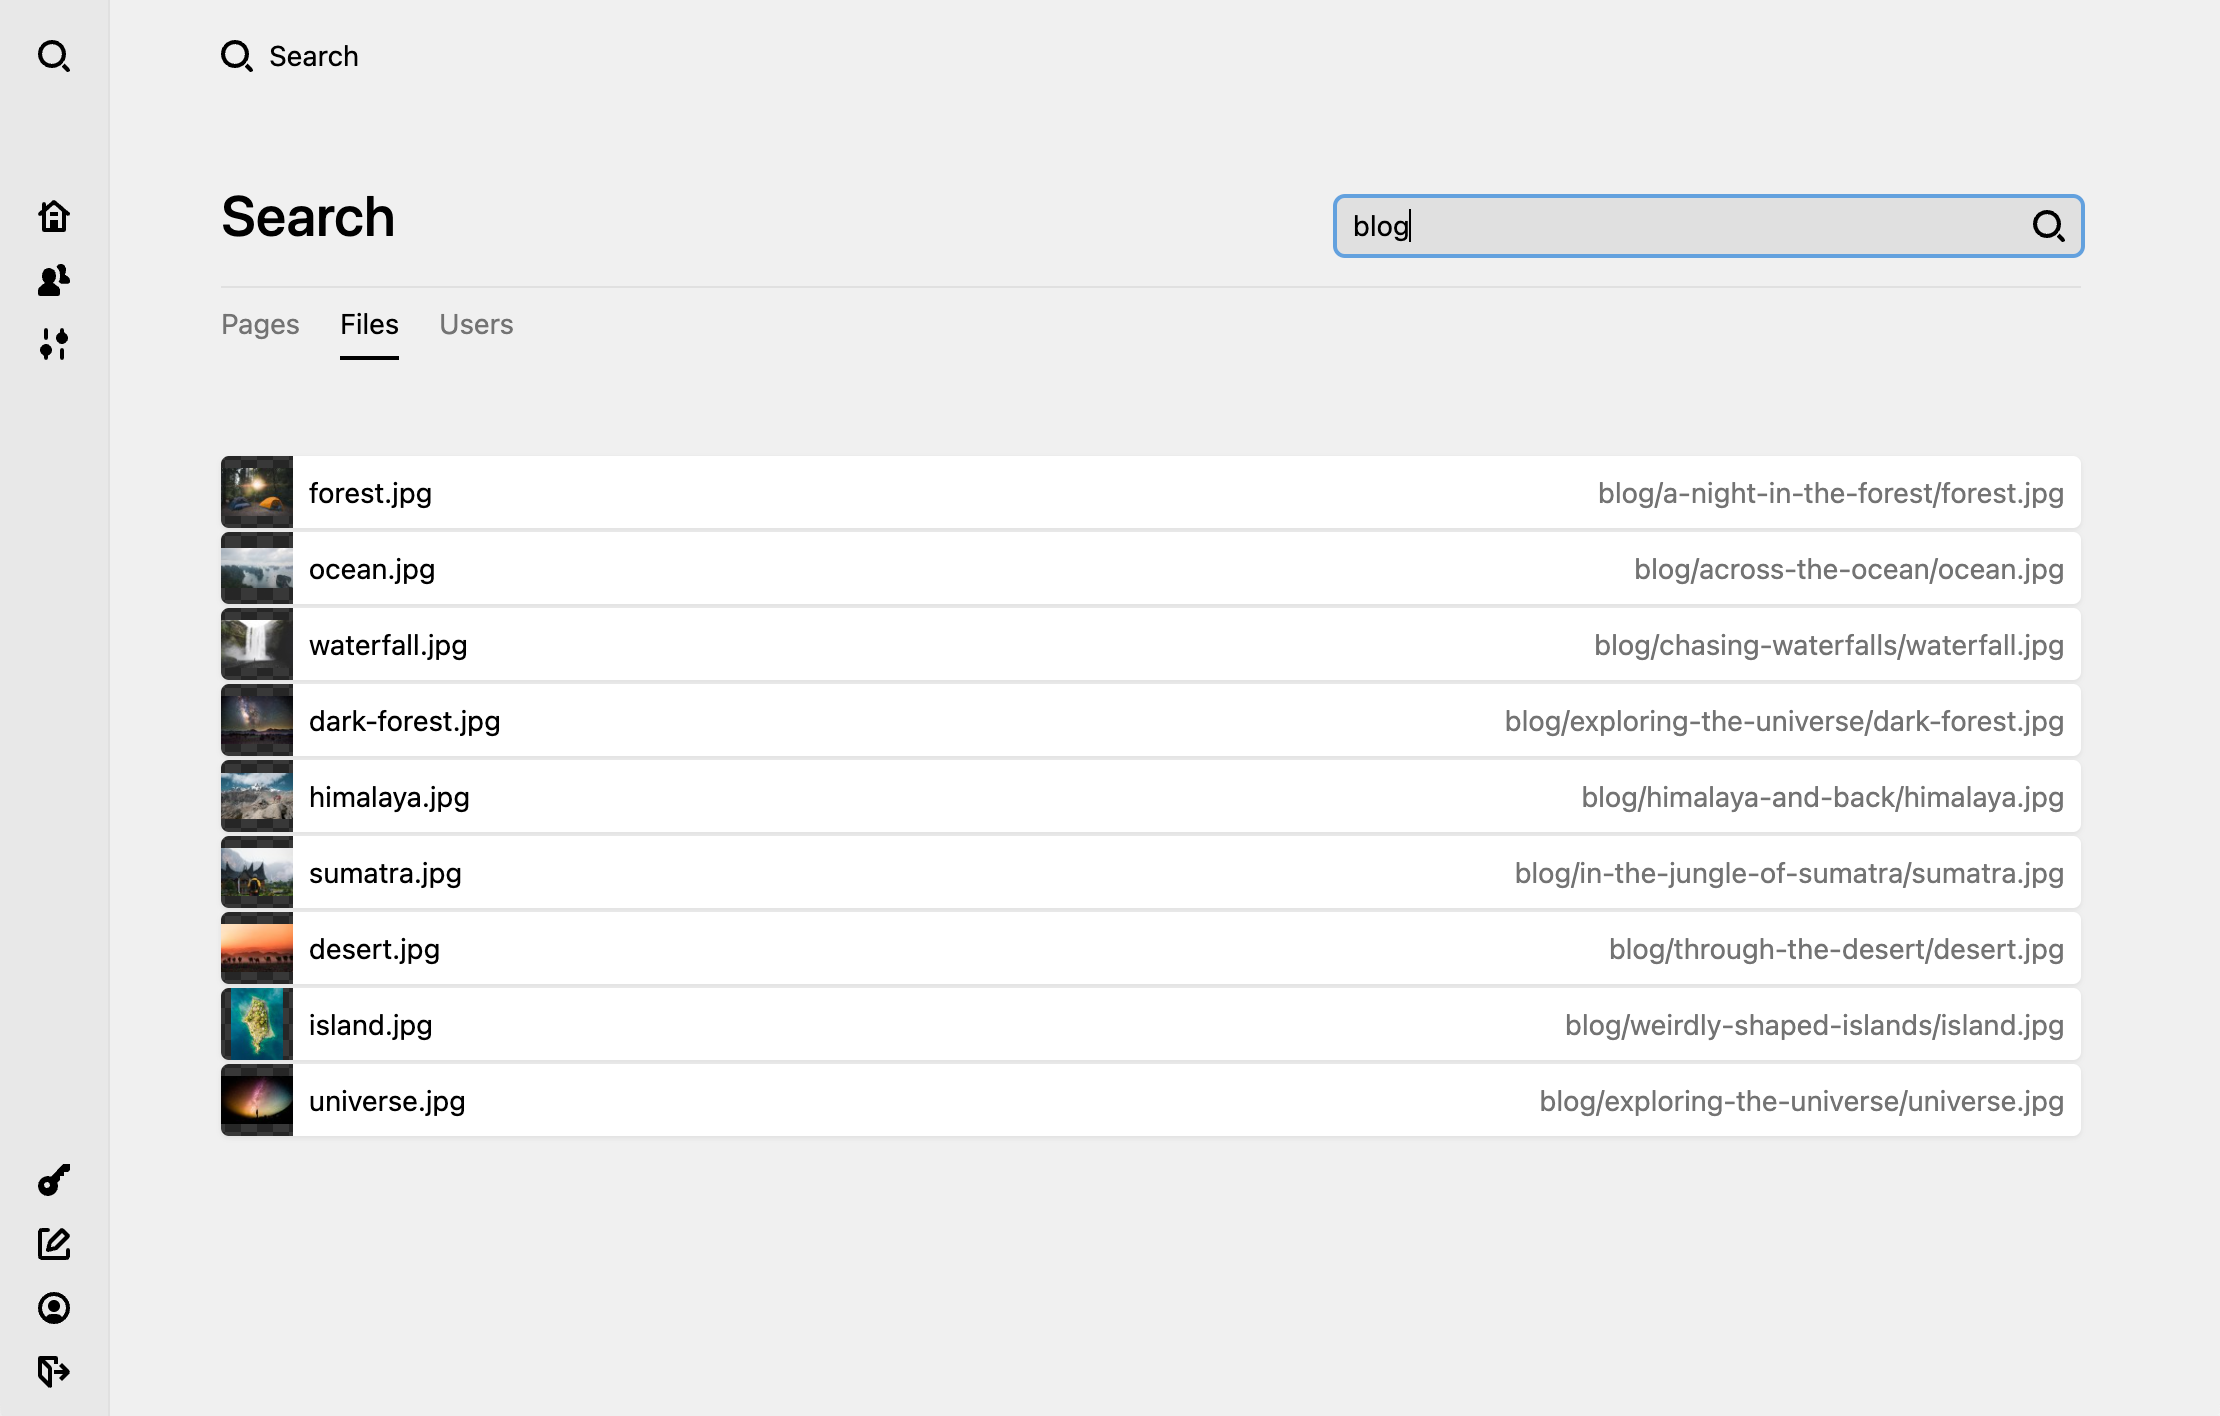 Search
Search
blog
Pages Files Users
forest.jpg blog/a-night-in-the-forest/forest.jpg
ocean.jpg blog/across-the-ocean/ocean.jpg
waterfall.jpg blog/chasing-waterfalls/waterfall.jpg
dark-forest.jpg blog/exploring-the-universe/dark-forest.jpg
himalaya.jpg blog/himalaya-and-back/himalaya.jpg
sumatra.jpg blog/in-the-jungle-of-sumatra/sumatra.jpg
desert.jpg blog/through-the-desert/desert.jpg
island.jpg blog/weirdly-shaped-islands/island.jpg
universe.jpg blog/exploring-the-universe/universe.jpg